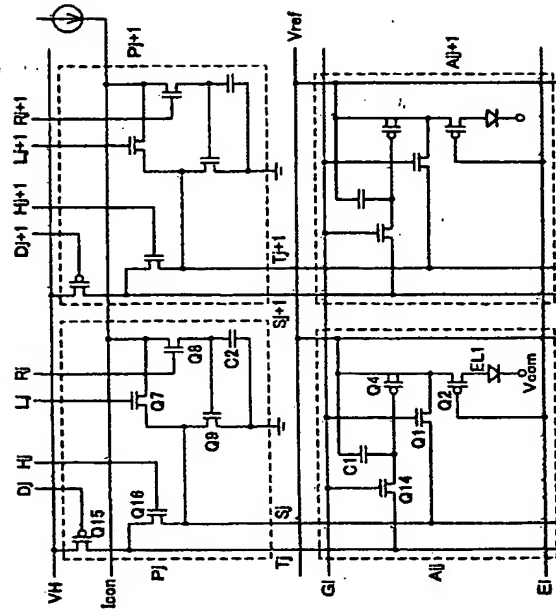 Dj
Hj
Lj
Rj
Dj+1
Hj+1
Lj+1
Rj+1
VH
Icon
Q15
Q16
Q7
Q8
Q9
C2
Pj
Pj+1
Tj
Sj
Sj+1
Tj+1
Vref
Gi
C1
Q14
Q4
Q1
Q2
EL1
Vcom
Aij
Aij+1
Ei